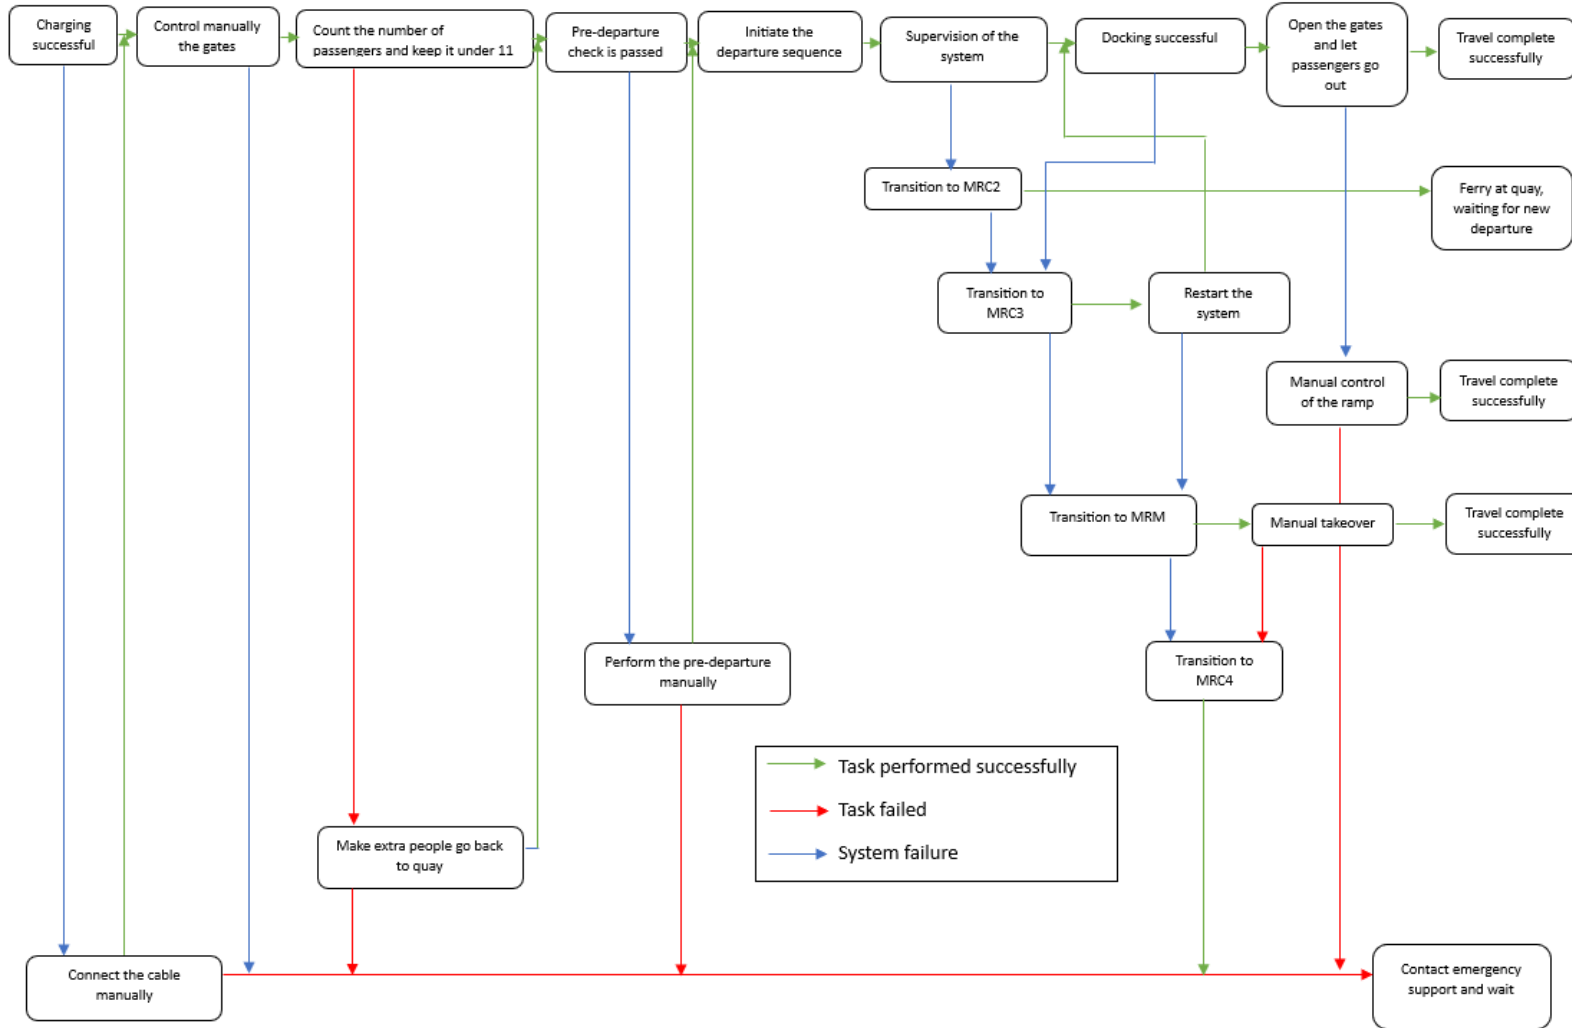 Charging
successful
Control manually
the gates
Count the number of
passengers and keep it under 11
Pre-departure
check is passed
Initiate the
departure sequence
Supervision of the
system
Docking successful
Open the gates
and let
passengers go
out
Travel complete
successfully
Transition to MRC2
Ferry at quay,
waiting for new
departure
Transition to
MRC3
Restart the
system
Manual control
of the ramp
Travel complete
successfully
Transition to MRM
Manual takeover
Travel complete
successfully
Perform the pre-departure
manually
Transition to
MRC4
Task performed successfully
Task failed
System failure
Make extra people go back
to quay
Connect the cable
manually
Contact emergency
support and wait